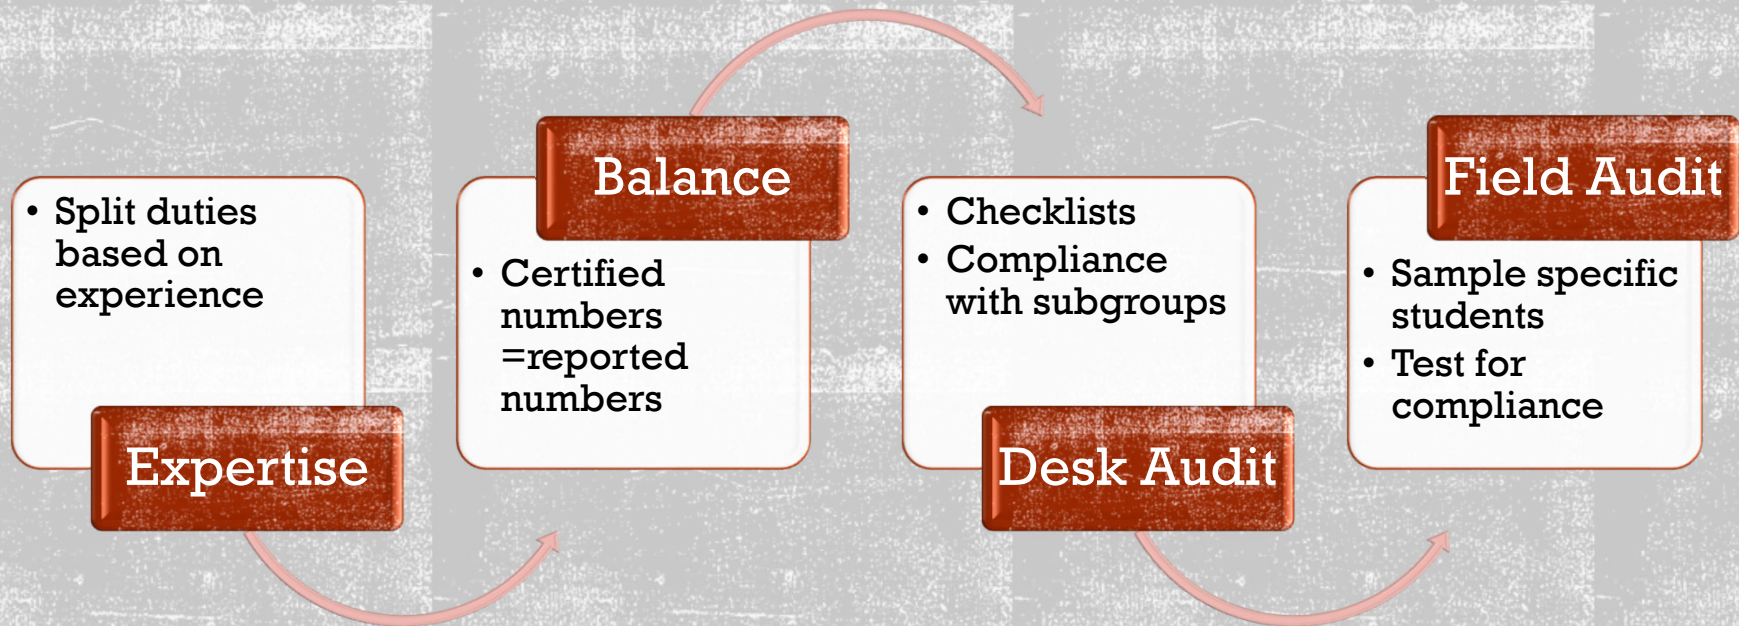 • Split duties
based on
experience
Expertise
Balance
• Certified
numbers
=reported
numbers
• Checklists
• Compliance
with subgroups
Desk Audit
Field Audit
• Sample specific
students
• Test for
compliance